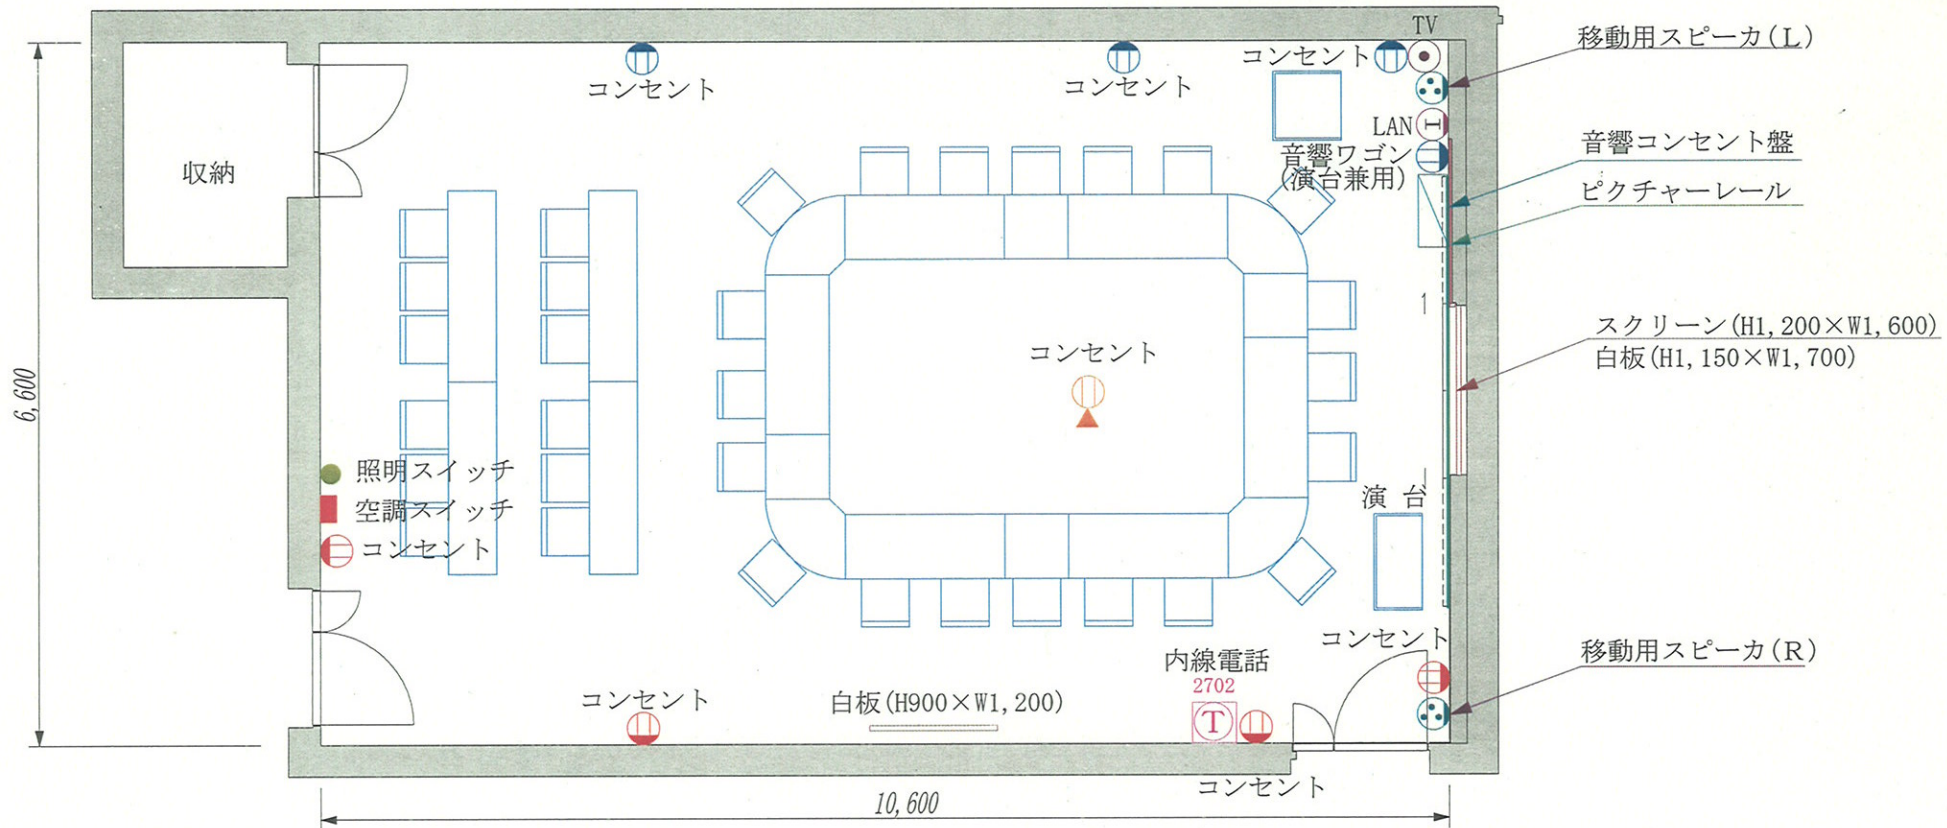 TV
移動用スピーカ(L)
コンセント
コンセント
コンセント
LAN
音響コンセント盤
音響ワゴン
(演台兼用)
収納
ピクチャーレール
スクリーン(H1,200×W1,600)
白板(H1,150×W1,700)
コンセント
6,600
照明スイッチ
空調スイッチ
コンセント
演 台
コンセント
移動用スピーカ(R)
内線電話
2702
T
コンセント
白板(H900×W1,200)
コンセント
10,600